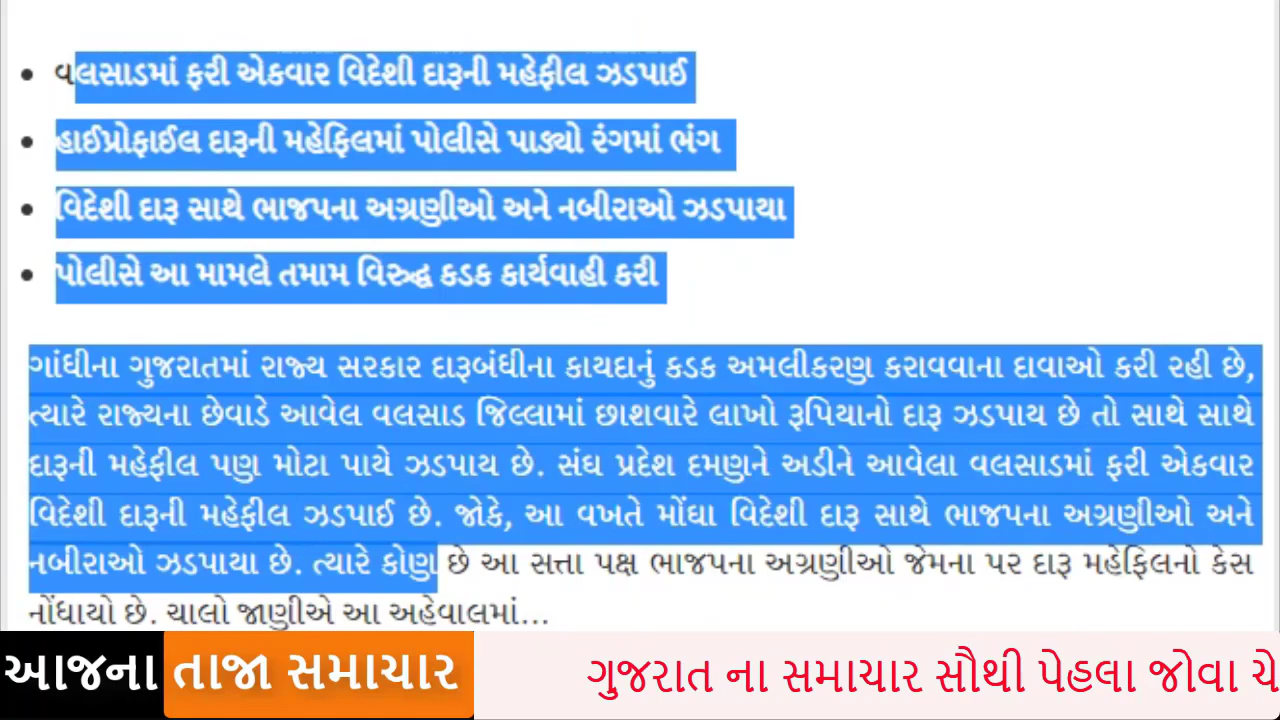 વલસાડમાં ફરી એકવાર વિદેશી દારૂની મહેફીલ ઝડપાઈ
હાઈપ્રોફાઈલ દારૂની મહેફિલમાં પોલીસે પાડ્યો રંગમાં ભંગ
વિદેશી દારૂ સાથે ભાજપના અગ્રણીઓ અને નબીરાઓ ઝડપાયા
પોલીસે આ મામલે તમામ વિરુદ્ધ કડક કાર્યવાહી કરી
ગાંધીના ગુજરાતમાં રાજ્ય સરકાર દારૂબંધીના કાયદાનું કડક અમલીકરણ કરાવવાના દાવાઓ કરી રહી છે,
ત્યારે રાજ્યના છેવાડે આવેલ વલસાડ જિલ્લામાં છાશવારે લાખો રૂપિયાનો દારૂ ઝડપાય છે તો સાથે સાથે
દારૂની મહેફીલ પણ મોટા પાયે ઝડપાય છે. સંઘ પ્રદેશ દમણને અડીને આવેલા વલસાડમાં ફરી એકવાર
વિદેશી દારૂની મહેફીલ ઝડપાઈ છે. જોકે, આ વખતે મોંઘા વિદેશી દારૂ સાથે ભાજપના અગ્રણીઓ અને
નબીરાઓ ઝડપાયા છે. ત્યારે કોણ છે આ સત્તા પક્ષ ભાજપના અગ્રણીઓ જેમના પર દારૂ મહેફિલનો કેસ
નોંધાયો છે. ચાલો જાણીએ આ અહેવાલમાં...
આજના તાજા સમાચાર ગુજરાત ના સમાચાર સૌથી પેહલા જોવા ચે